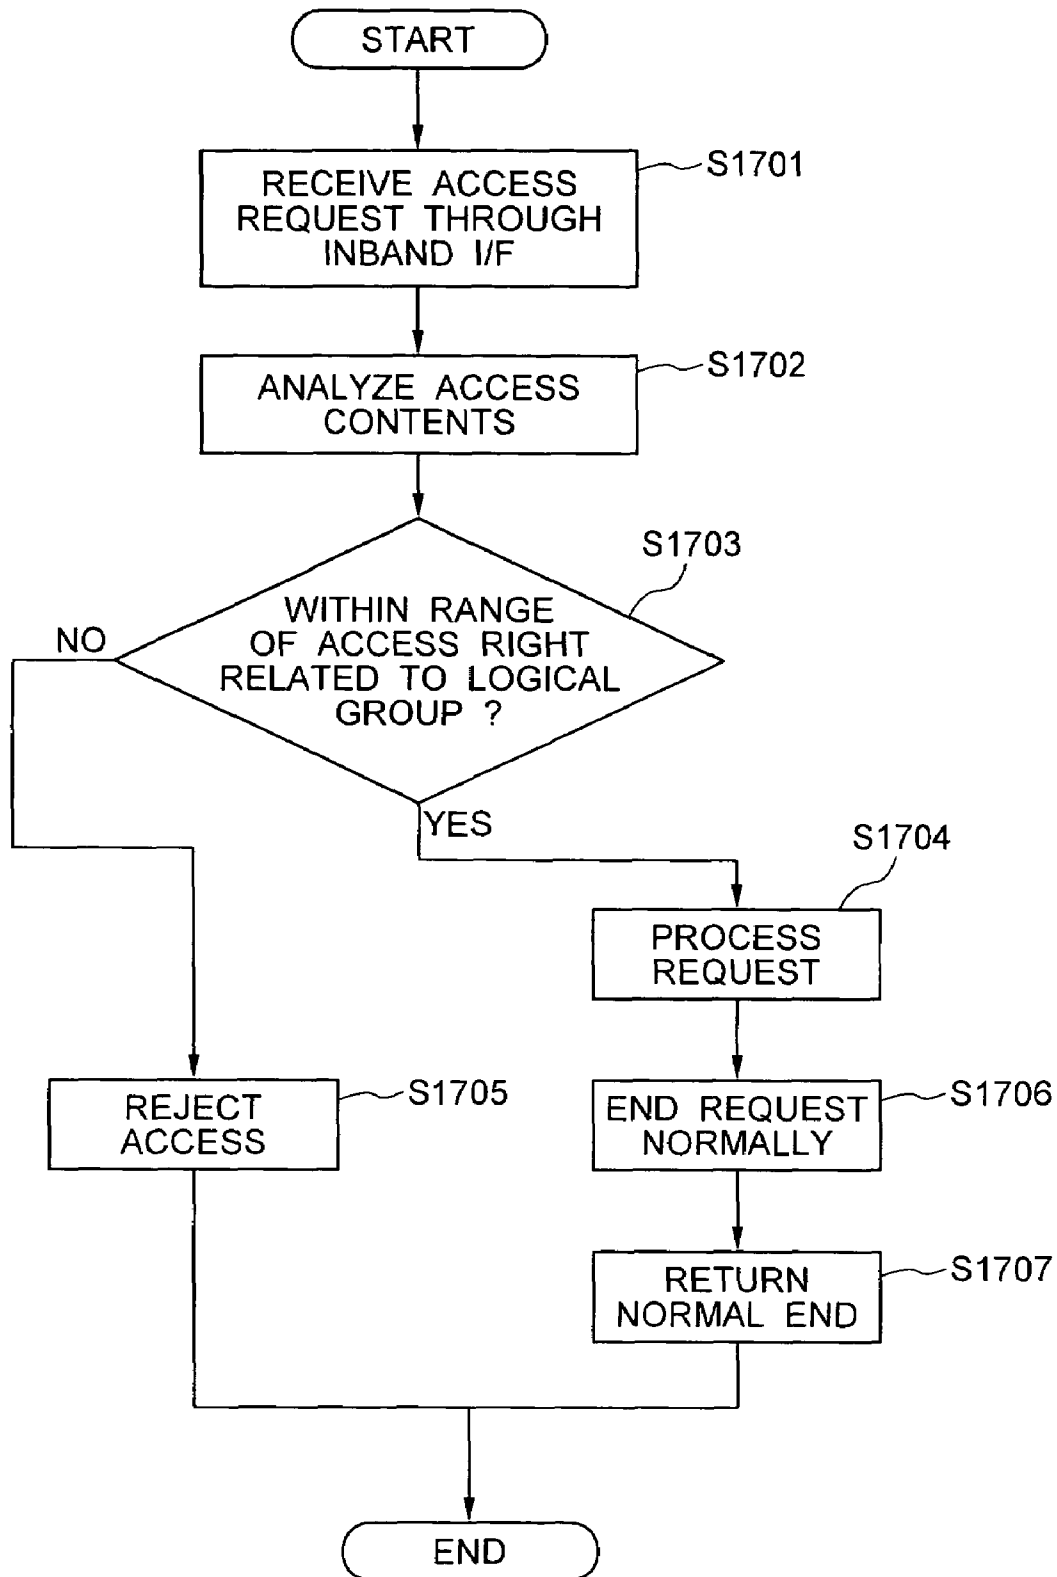 START
S1701
RECEIVE ACCESS
REQUEST THROUGH
INBAND I/F
S1702
ANALYZE ACCESS
CONTENTS
S1703
WITHIN RANGE
OF ACCESS RIGHT
RELATED TO LOGICAL
GROUP ?
NO
YES
S1704
PROCESS
REQUEST
S1705
REJECT
ACCESS
S1706
END REQUEST
NORMALLY
S1707
RETURN
NORMAL END
END